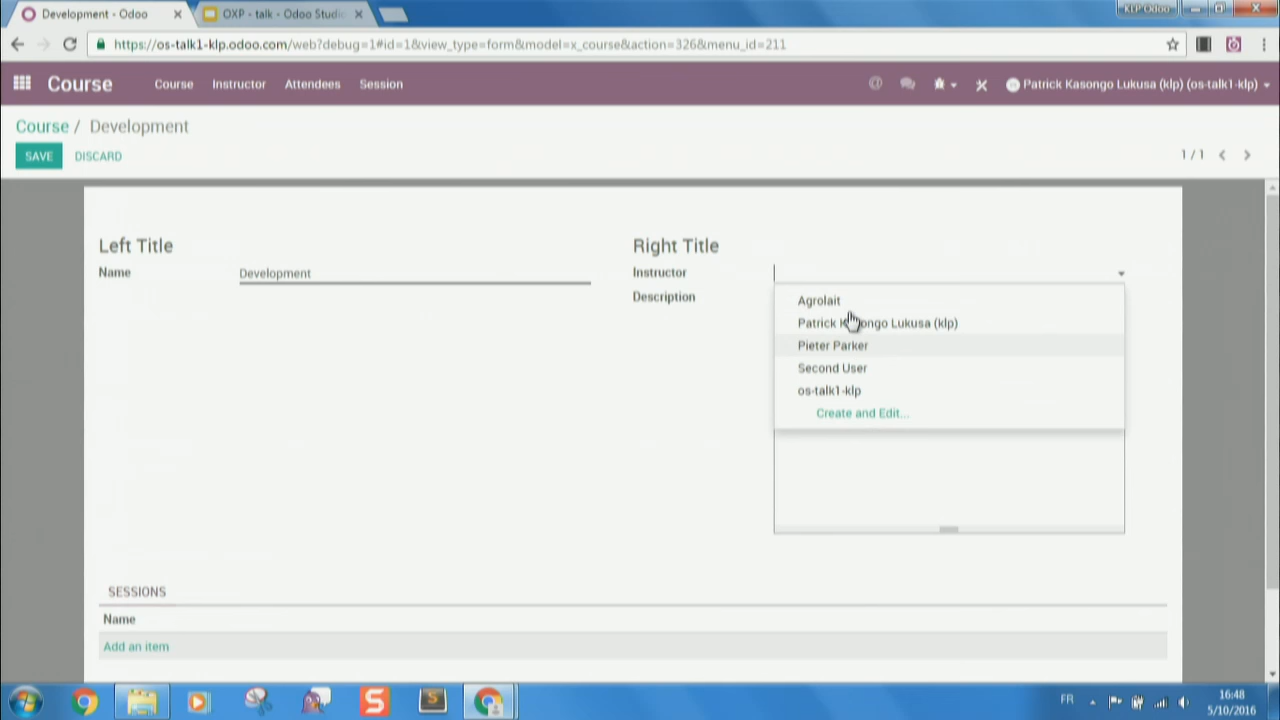 Development - Odoo
OXP - talk - Odoo Studi
KLP Odoo
https://os-talk1-klp.odoo.com/web?debug=1#id=1&view_type=form&model=x_course&action=326&menu_id=211
Course Course Instructor Attendees Session
Patrick Kasongo Lukusa (klp) (os-talk1-klp)
Course / Development
SAVE DISCARD
1 / 1
Left Title
Right Title
Name Development
Instructor
Description
Agrolait
Patrick Kasongo Lukusa (klp)
Pieter Parker
Second User
os-talk1-klp
Create and Edit...
SESSIONS
Name
Add an item
FR
16:48
5/10/2016